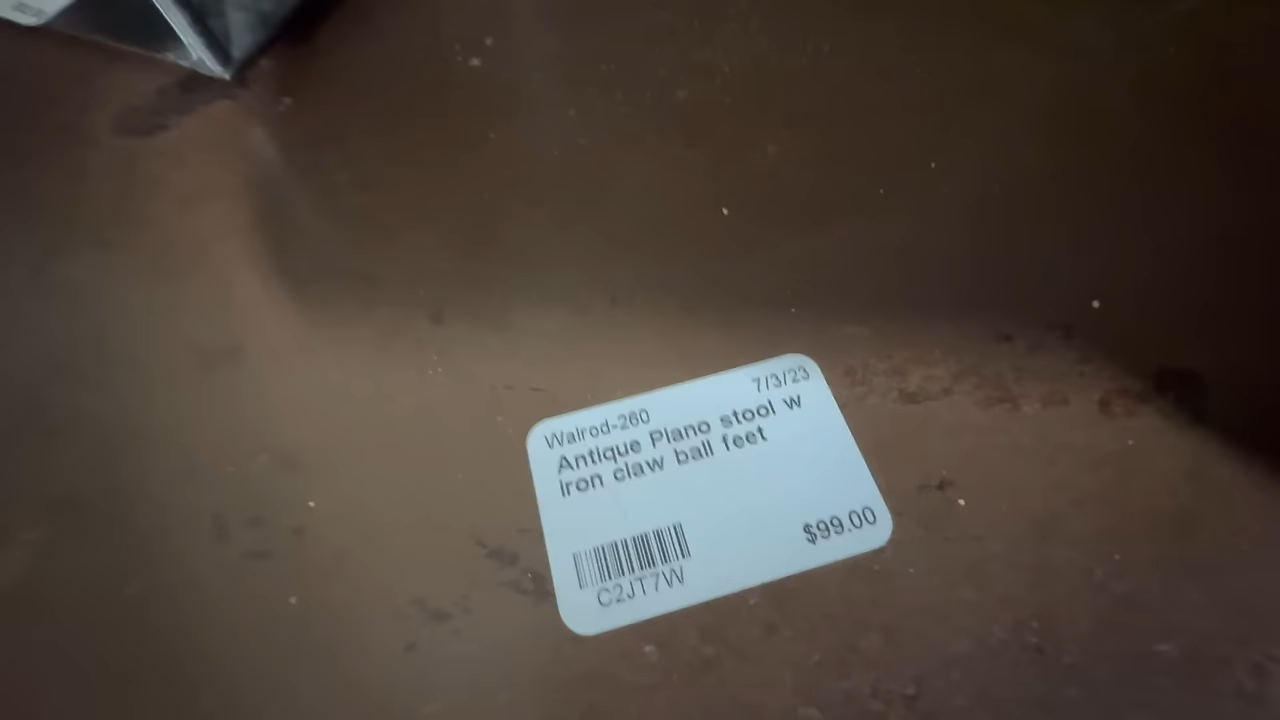 Walrod-260 7/3/23
Antique Piano stool w
iron claw ball feet
$99.00
C2JT7W